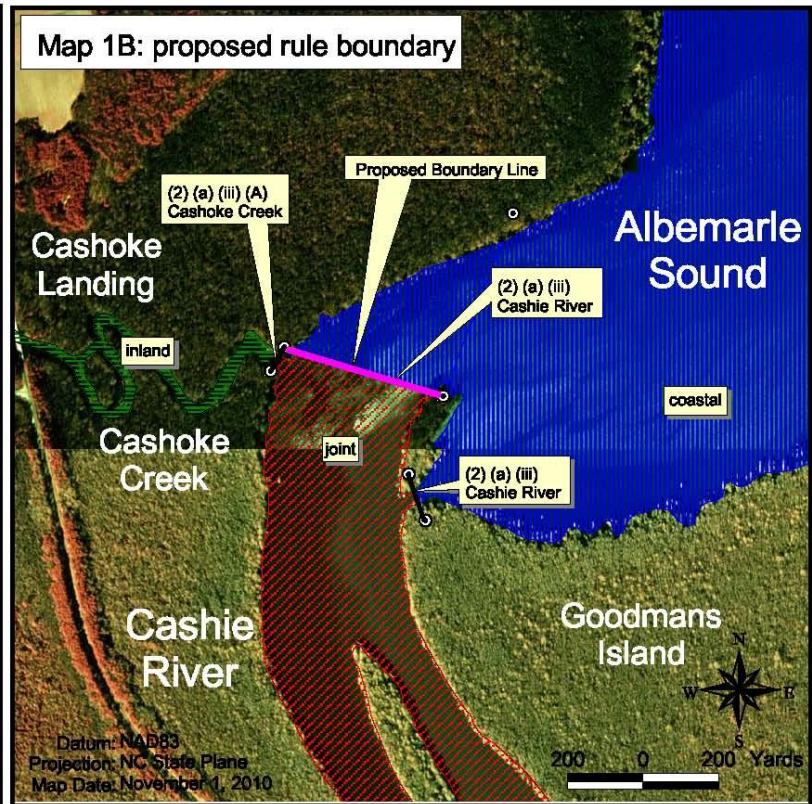 Map 1B: proposed rule boundary
Proposed Boundary Line
(2) (a) (iii) (A)
Cashoke Creek
Albemarle
Sound
Cashoke
Landing
(2) (a) (iii)
Cashie River
inland
coastal
Cashoke
Creek
joint
(2) (a) (iii)
Cashie River
Cashie
River
Goodmans
Island
N
W
E
S
Datum: NAD83
Projection: NC State Plane
Map Date: November 1, 2010
200 0 200 Yards